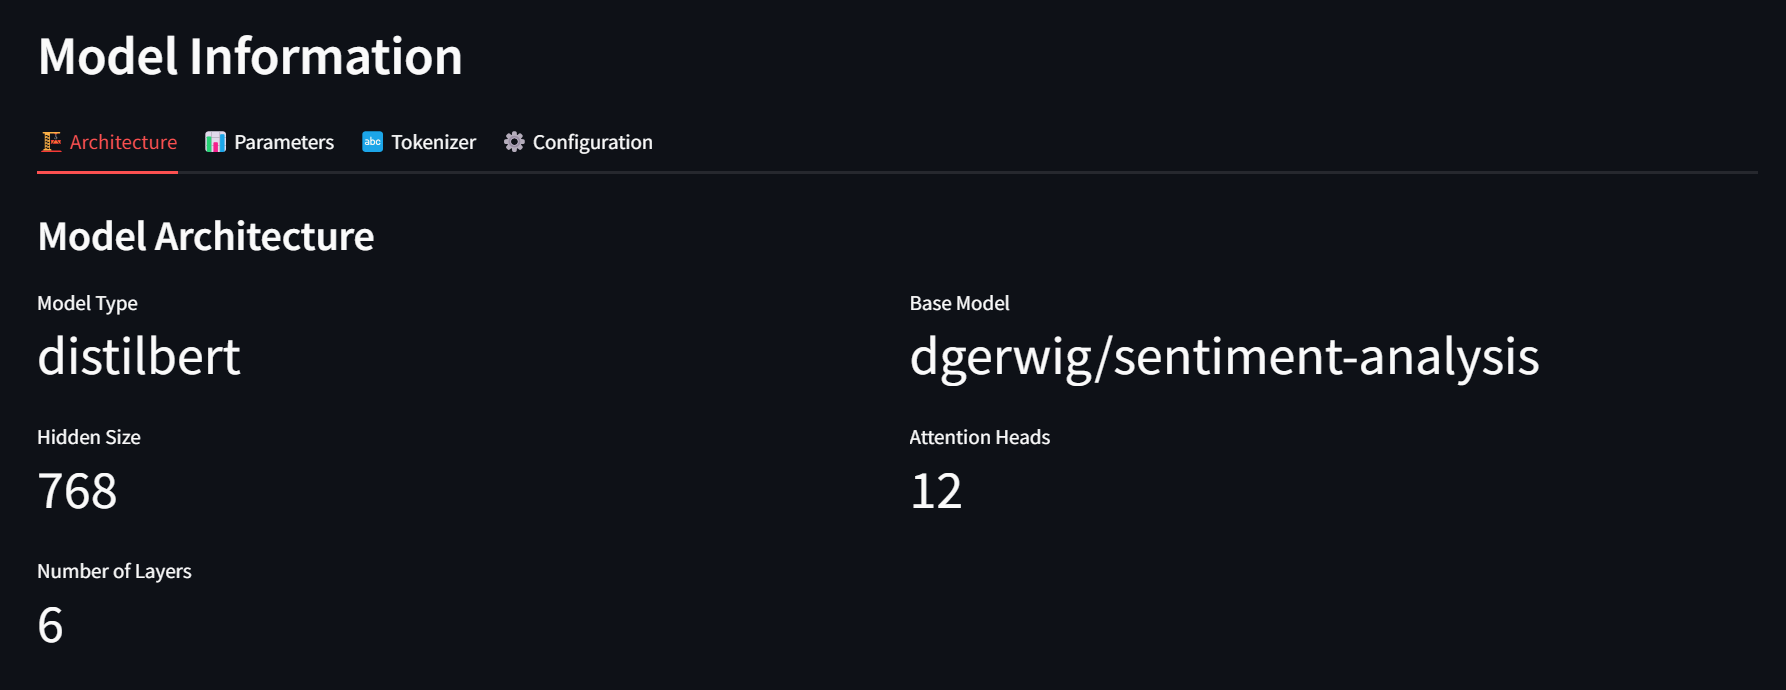 Model Information
Architecture Parameters abc Tokenizer Configuration
Model Architecture
Model Type
distilbert
Base Model
dgerwig/sentiment-analysis
Hidden Size
768
Attention Heads
12
Number of Layers
6